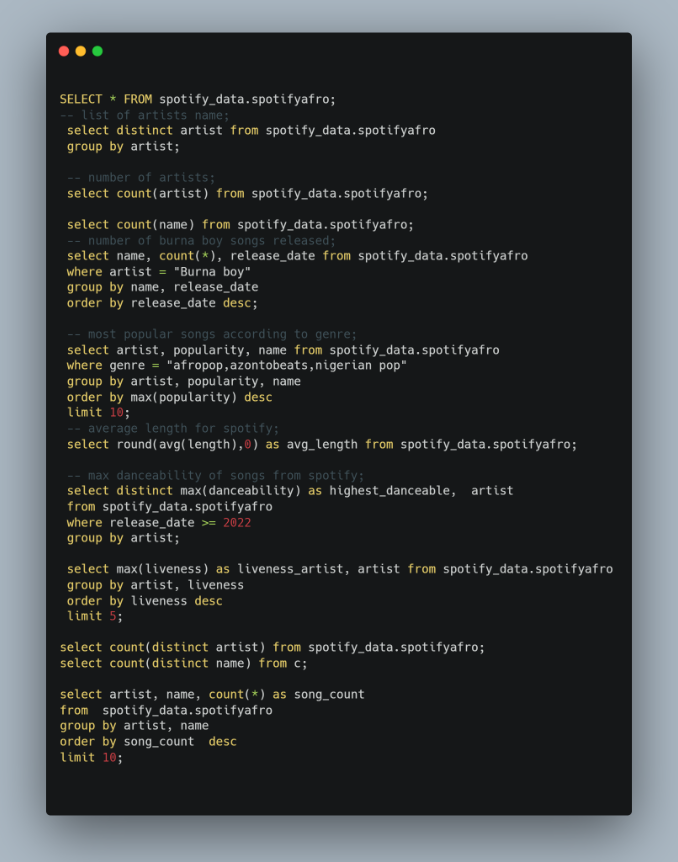 SELECT * FROM spotify_data.spotifyafro;
-- list of artists name;
select distinct artist from spotify_data.spotifyafro
group by artist;
-- number of artists;
select count(artist) from spotify_data.spotifyafro;
select count(name) from spotify_data.spotifyafro;
-- number of burna boy songs released;
select name, count(*), release_date from spotify_data.spotifyafro
where artist = "Burna boy"
group by name, release_date
order by release_date desc;
-- most popular songs according to genre;
select artist, popularity, name from spotify_data.spotifyafro
where genre = "afropop,azontobeats,nigerian pop"
group by artist, popularity, name
order by max(popularity) desc
limit 10;
-- average length for spotify;
select round(avg(length),0) as avg_length from spotify_data.spotifyafro;
-- max danceability of songs from spotify;
select distinct max(danceability) as highest_danceable,  artist
from spotify_data.spotifyafro
where release_date >= 2022
group by artist;
select max(liveness) as liveness_artist, artist from spotify_data.spotifyafro
group by artist, liveness
order by liveness desc
limit 5;
select count(distinct artist) from spotify_data.spotifyafro;
select count(distinct name) from c;
select artist, name, count(*) as song_count
from  spotify_data.spotifyafro
group by artist, name
order by song_count  desc
limit 10;